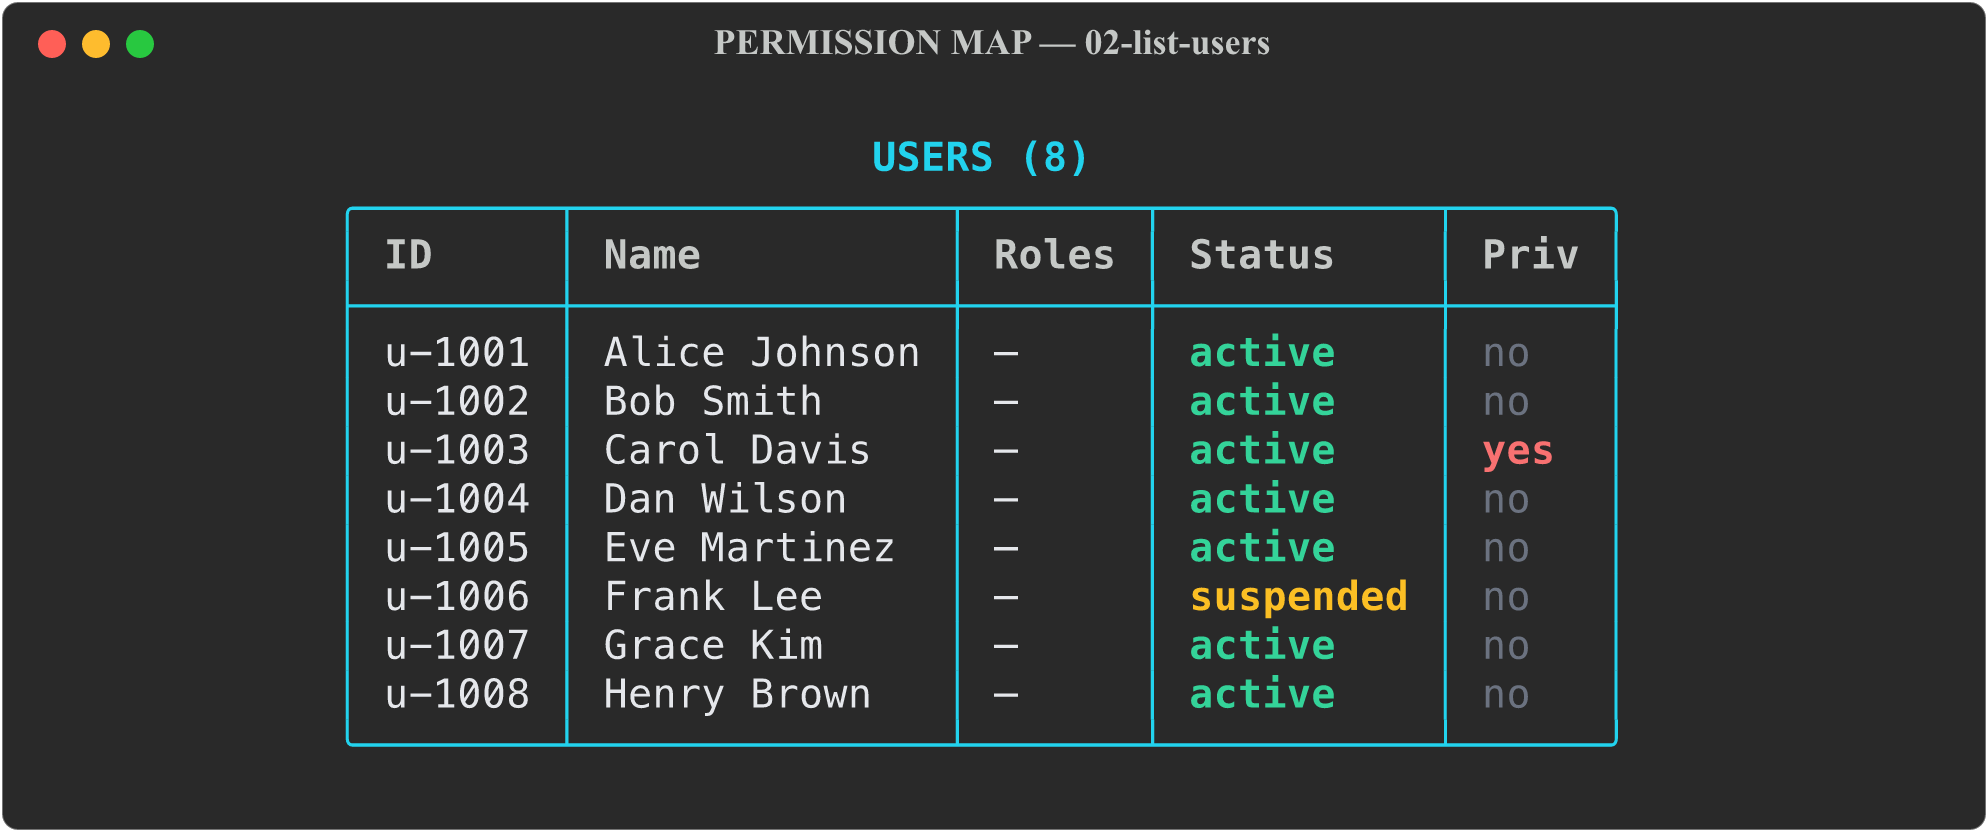 PERMISSION MAP — 02-list-users
USERS (8)
ID Name Roles Status Priv
u-1001 Alice Johnson — active no
u-1002 Bob Smith — active no
u-1003 Carol Davis — active yes
u-1004 Dan Wilson — active no
u-1005 Eve Martinez — active no
u-1006 Frank Lee — suspended no
u-1007 Grace Kim — active no
u-1008 Henry Brown — active no